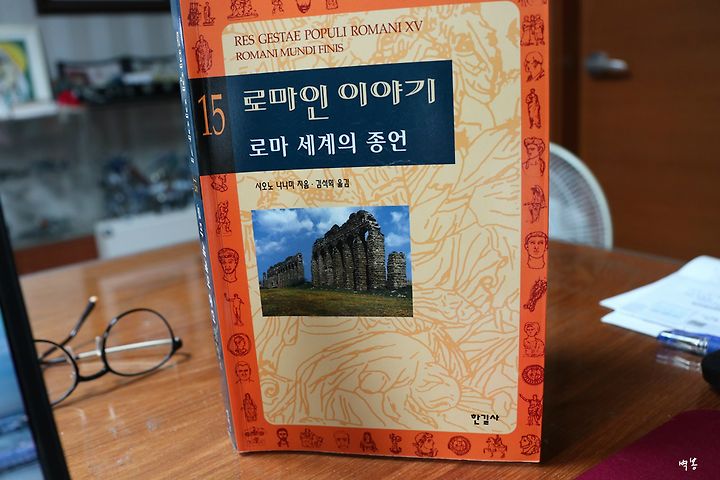 RES GESTAE POPULI ROMANI XV
ROMANI MUNDI FINIS
15 로마인 이야기
로마 세계의 종언
시오노 나나미 지음 · 김석희 옮김
한길사
벽봉